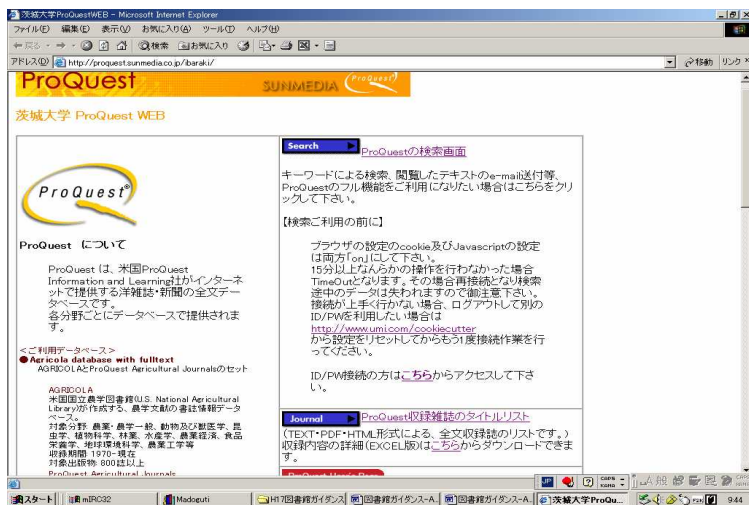 茨城大学ProQuestWEB - Microsoft Internet Explorer
ファイル(F) 編集(E) 表示(V) お気に入り(A) ツール(T) ヘルプ(H)
戻る 検索 お気に入り
アドレス(D) http://proquest.sunmedia.co.jp/ibaraki/ 移動 リンク
ProQuest SUNMEDIA ProQuest
茨城大学 ProQuest WEB
ProQuest
ProQuest について
ProQuest は、米国ProQuest
Information and Learning社がインターネ
ットで提供する洋雑誌・新聞の全文デー
タベースです。
各分野ごとにデータベースで提供されま
す。
<ご利用データベース>
●Agricola database with fulltext
AGRICOLAとProQuest Agricultural Journalsのセット
AGRICOLA
米国国立農学図書館(U.S. National Agricultural
Library)が作成する、農学文献の書誌情報データ
ベース。
対象分野: 農業・農学一般、動物及び獣医学、昆
虫学、植物科学、林業、水産学、農業経済、食品
栄養学、地球環境科学、農業工学等
収録期間: 1970-現在
対象出版物: 800誌以上
ProQuest Agricultural Journals
Search ProQuestの検索画面
キーワードによる検索、閲覧したテキストのe-mail送付等、
ProQuestのフル機能をご利用になりたい場合はこちらをクリ
ックして下さい。
【検索ご利用の前に】
ブラウザの設定のcookie及びJavascriptの設定
は両方「on」にして下さい。
15分以上なんらかの操作を行わなかった場合
TimeOutとなります。その場合再接続となり検索
途中のデータは失われますので御注意下さい。
接続が上手く行かない場合、ログアウトして別の
ID/PWを利用したい場合は
http://www.umi.com/cookiecutter
から設定をリセットしてからもう1度接続作業を行
ってください。
ID/PW接続の方はこちらからアクセスして下さ
い。
Journal ProQuest収録雑誌のタイトルリスト
(TEXT・PDF・HTML形式による、全文収録誌のリストです。)
収録内容の詳細(EXCEL版)はこちらからダウンロードできま
す。
JP CAPS KANA A 般
スタート mIRC32 Madoguti H17図書館ガイダンス 図書館ガイダンス-A... 図書館ガイダンス-A... 茨城大学ProQu... 9:44